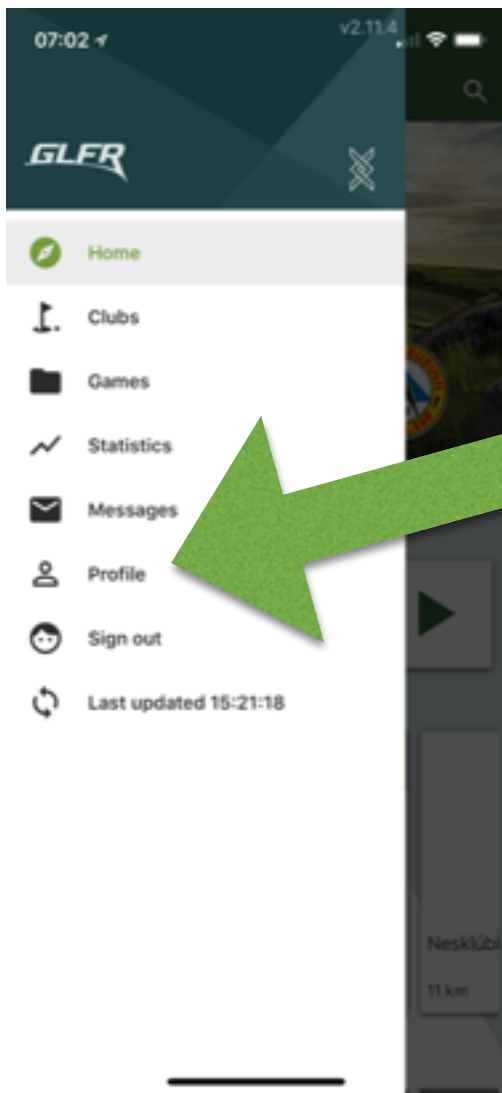 07:02
v2.11.4
GLFR
Home
Clubs
Games
Statistics
Messages
Profile
Sign out
Last updated 15:21:18
Nesklúbl
11 km